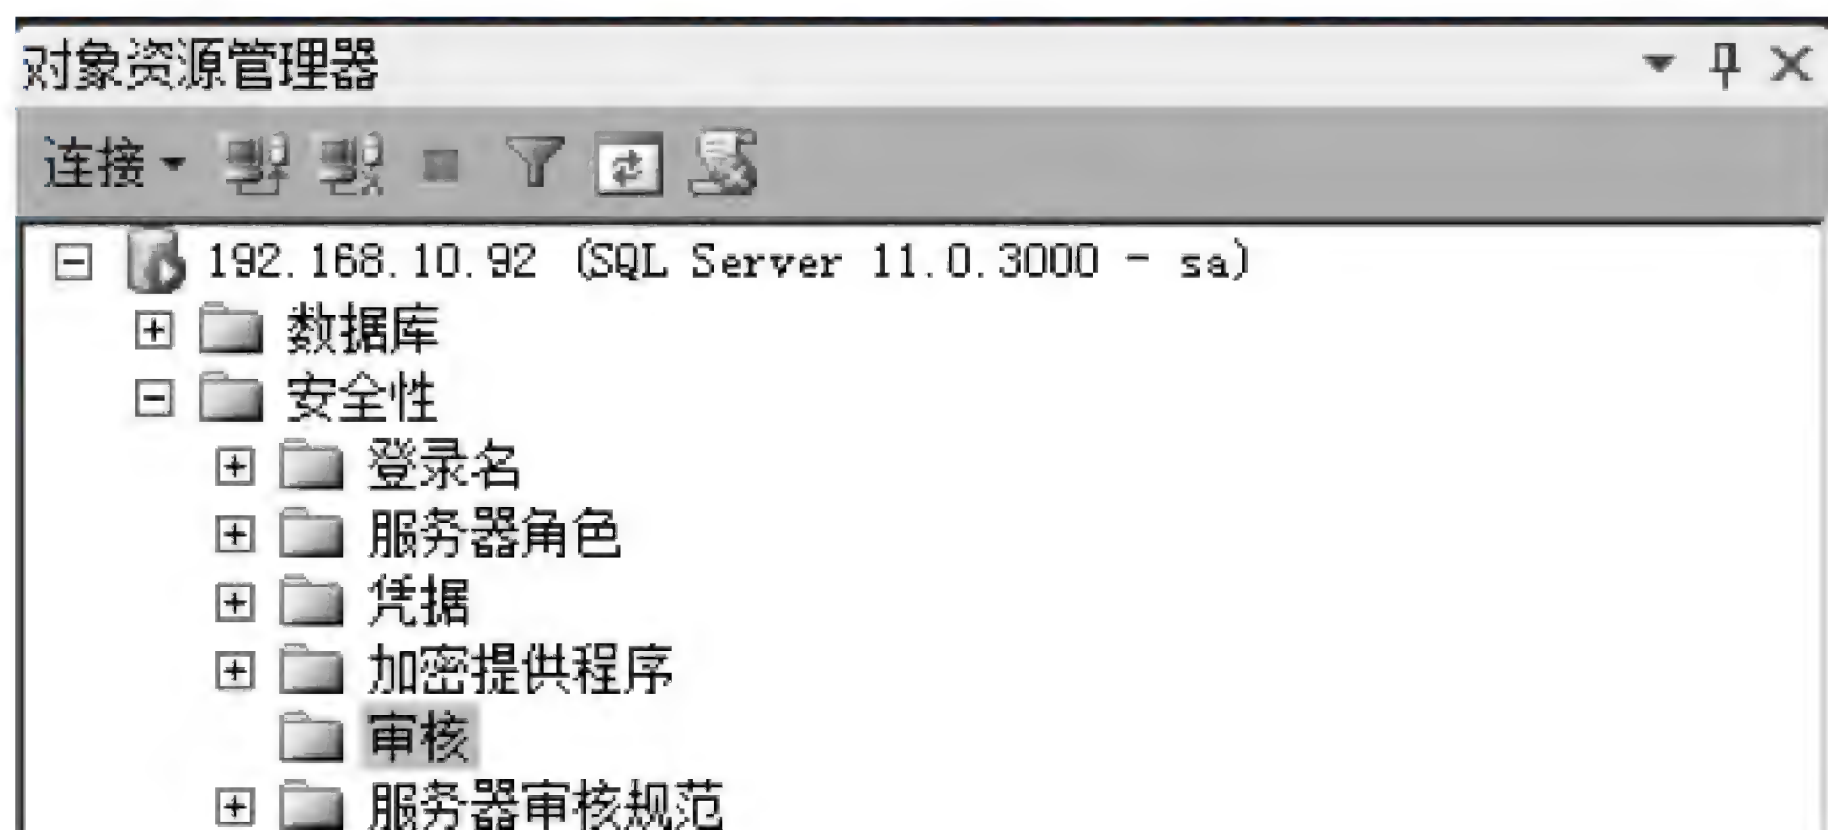 对象资源管理器
连接
192.168.10.92 (SQL Server 11.0.3000 - sa)
数据库
安全性
登录名
服务器角色
凭据
加密提供程序
审核
服务器审核规范